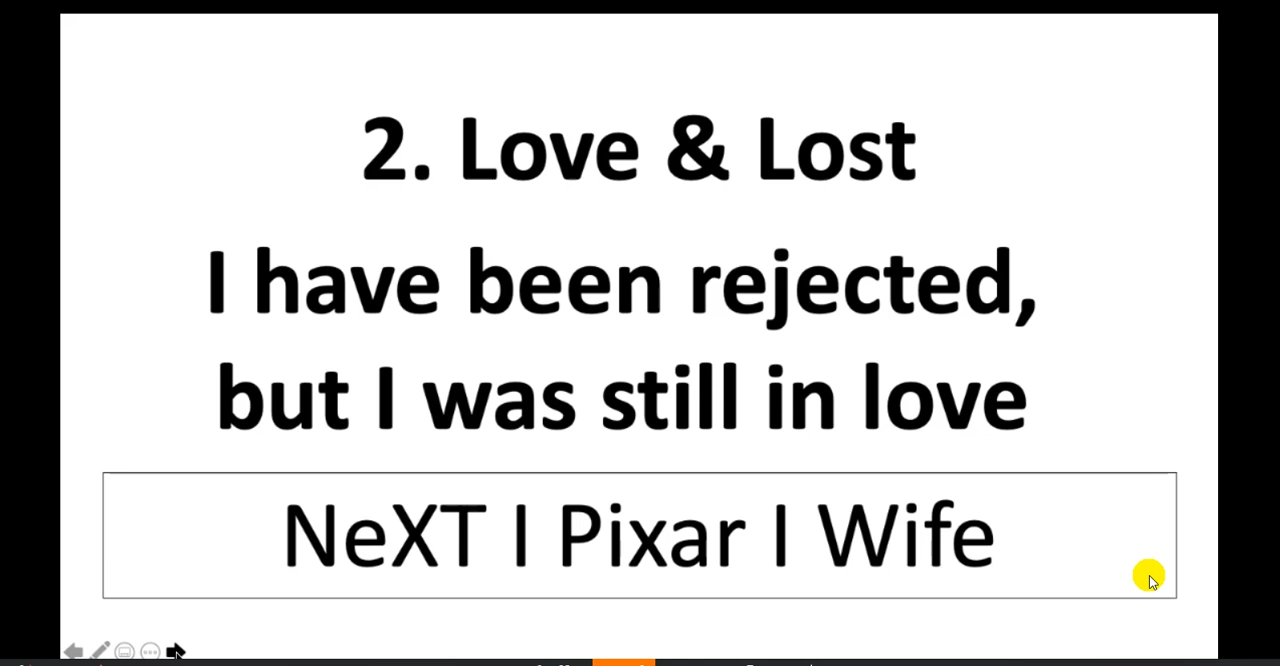 2. Love & Lost
I have been rejected,
but I was still in love
NeXT I Pixar I Wife